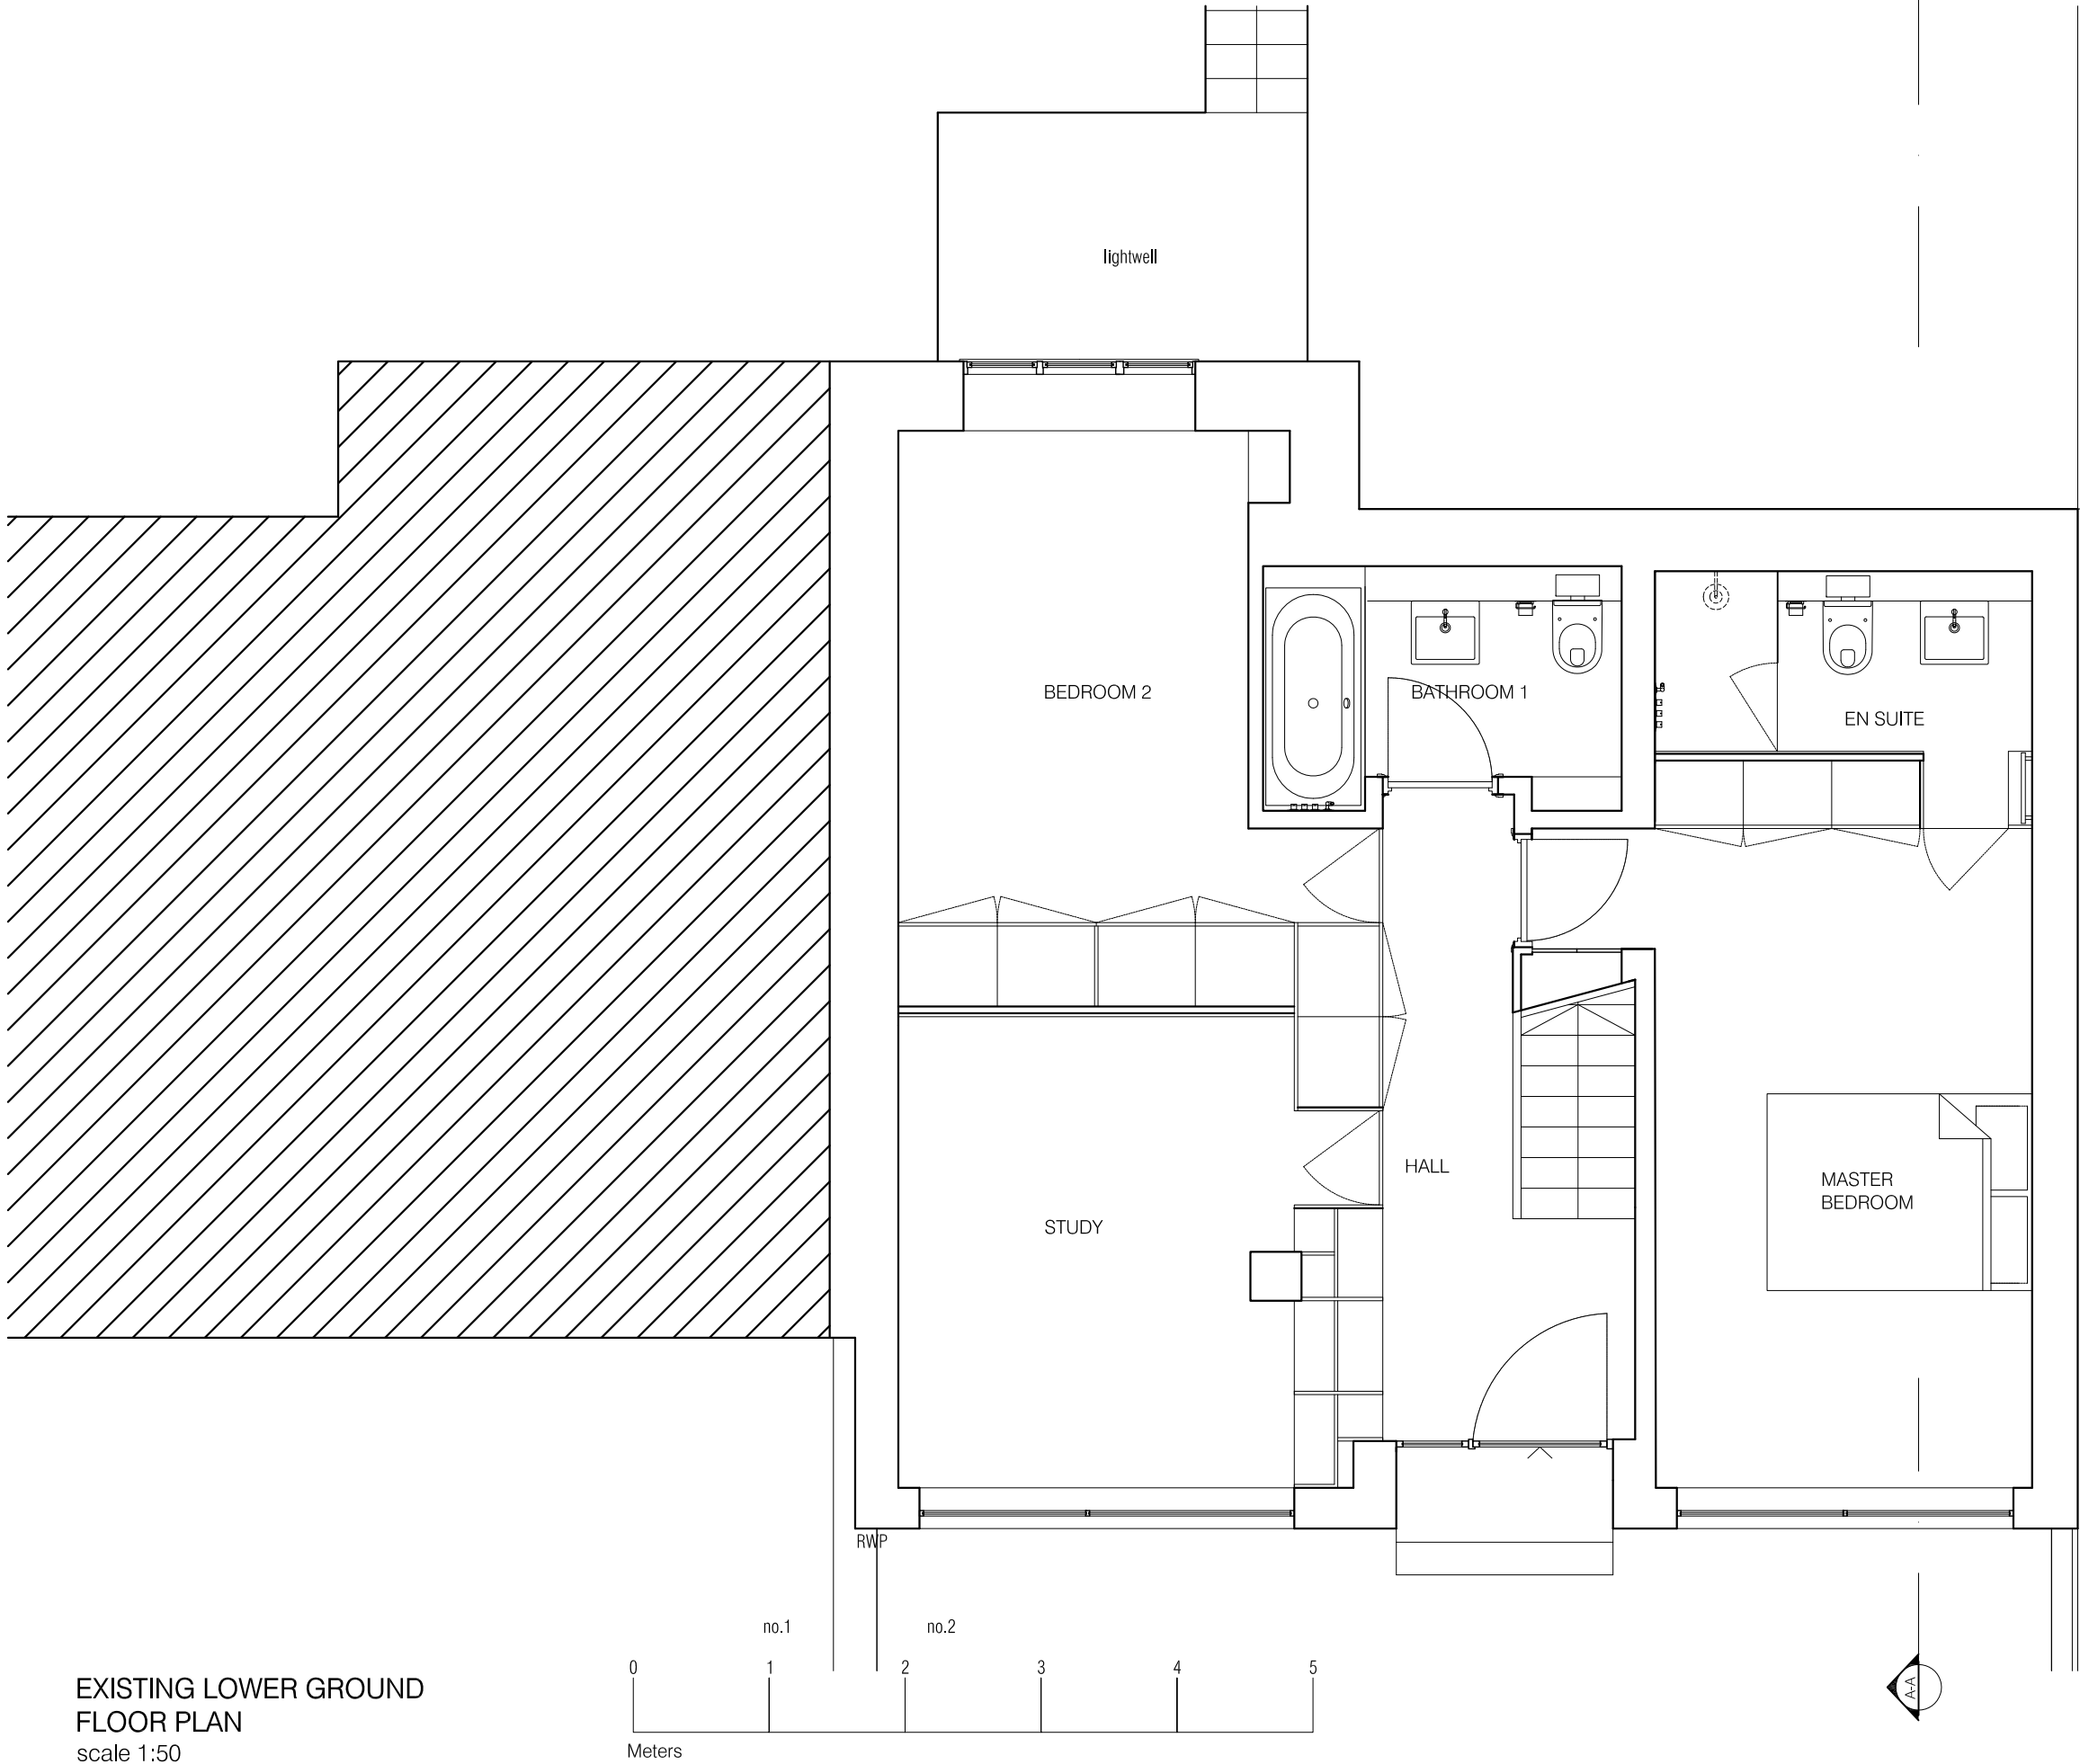 lightwell
BEDROOM 2
BATHROOM 1
EN SUITE
HALL
MASTER
BEDROOM
STUDY
RWP
no.1
no.2
0 1 2 3 4 5
Meters
A-A
EXISTING LOWER GROUND
FLOOR PLAN
scale 1:50